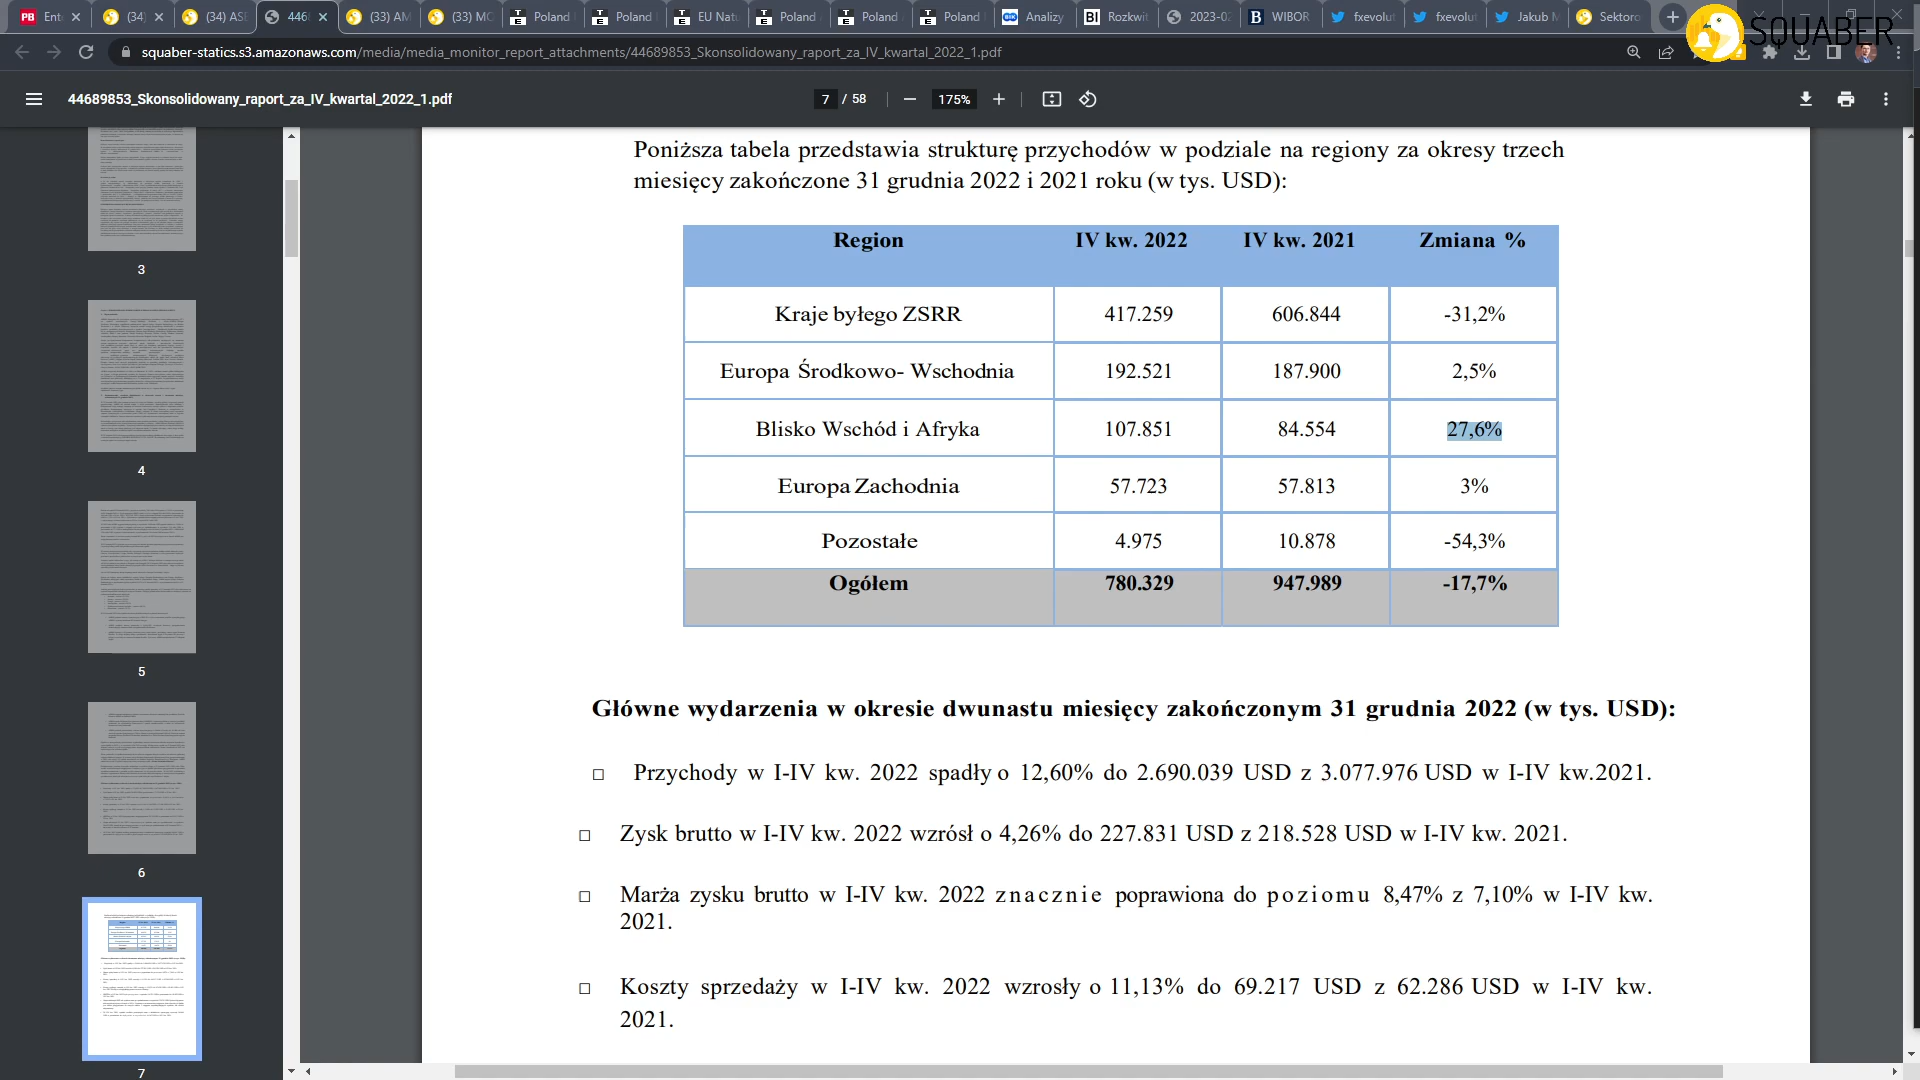 PB Ent
(34)
(34) AS
446
(33) AM
(33) MC
Poland
Poland
EU Natu
Poland
Poland
Poland
Analizy
Rozkwit
2023-0
WIBOR
fxevolut
fxevolut
Jakub M
Sektoro
SQUABER
squaber-statics.s3.amazonaws.com/media/media_monitor_report_attachments/44689853_Skonsolidowany_raport_za_IV_kwartal_2022_1.pdf
44689853_Skonsolidowany_raport_za_IV_kwartal_2022_1.pdf
7 / 58
175%
3
4
5
6
7
Poniższa tabela przedstawia strukturę przychodów w podziale na regiony za okresy trzech
miesięcy zakończone 31 grudnia 2022 i 2021 roku (w tys. USD):
Region IV kw. 2022 IV kw. 2021 Zmiana %
Kraje byłego ZSRR 417.259 606.844 -31,2%
Europa Środkowo- Wschodnia 192.521 187.900 2,5%
Blisko Wschód i Afryka 107.851 84.554 27,6%
Europa Zachodnia 57.723 57.813 3%
Pozostałe 4.975 10.878 -54,3%
Ogółem 780.329 947.989 -17,7%
Główne wydarzenia w okresie dwunastu miesięcy zakończonym 31 grudnia 2022 (w tys. USD):
Przychody w I-IV kw. 2022 spadły o 12,60% do 2.690.039 USD z 3.077.976 USD w I-IV kw.2021.
Zysk brutto w I-IV kw. 2022 wzrósł o 4,26% do 227.831 USD z 218.528 USD w I-IV kw. 2021.
Marża zysku brutto w I-IV kw. 2022 znacznie poprawiona do poziomu 8,47% z 7,10% w I-IV kw.
2021.
Koszty sprzedaży w I-IV kw. 2022 wzrosły o 11,13% do 69.217 USD z 62.286 USD w I-IV kw.
2021.